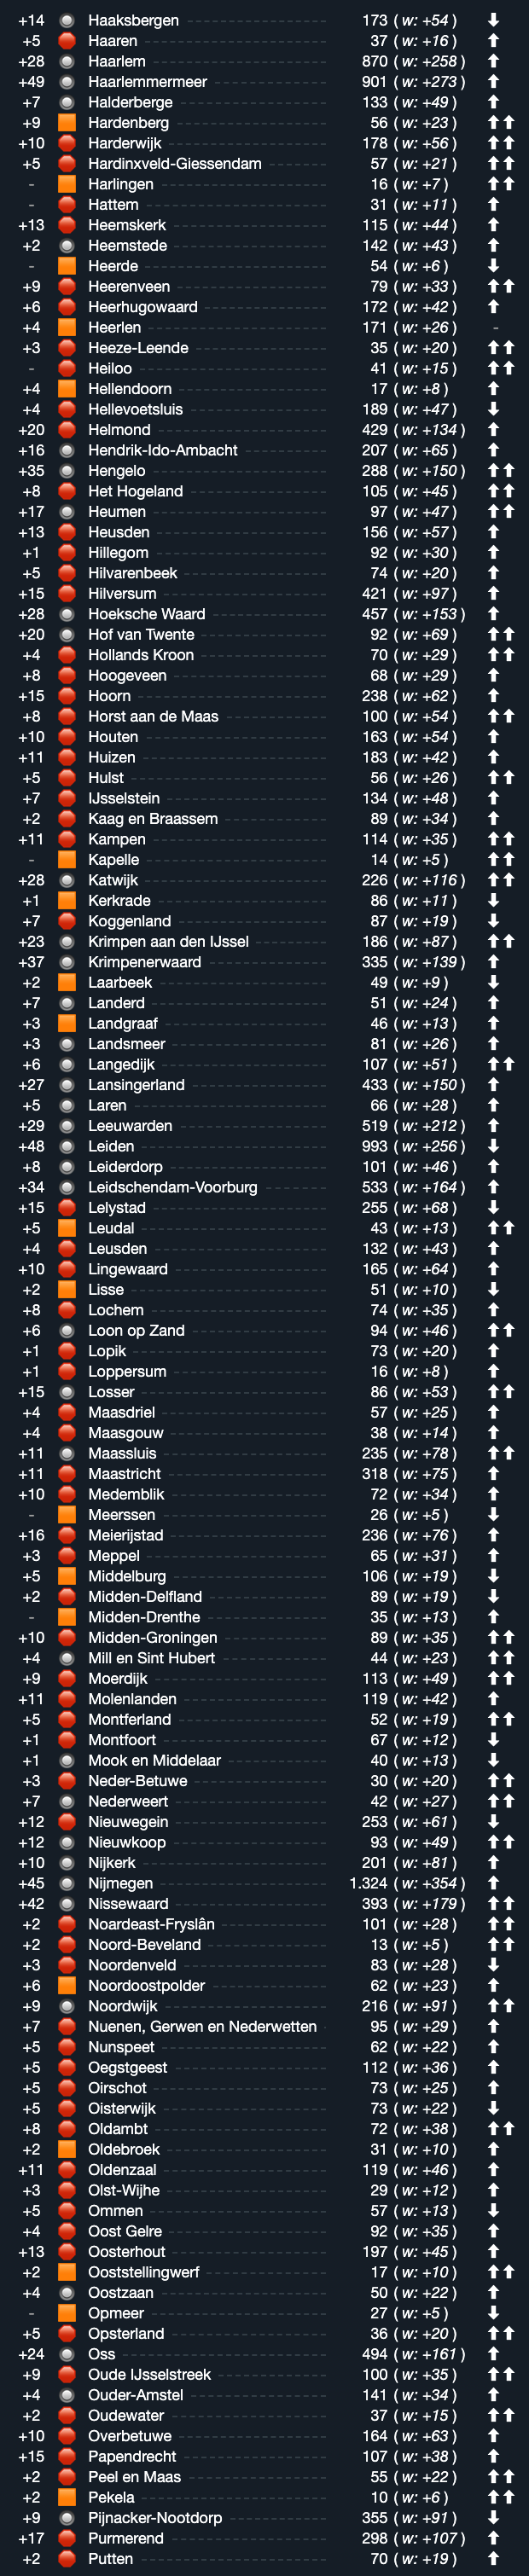 +14 Haaksbergen 173 (w: +54) ⬇
+5 Haaren 37 (w: +16) ⬆
+28 Haarlem 870 (w: +258) ⬆
+49 Haarlemmermeer 901 (w: +273) ⬆
+7 Halderberge 133 (w: +49) ⬆
+9 Hardenberg 56 (w: +23) ⬆⬆
+10 Harderwijk 178 (w: +56) ⬆⬆
+5 Hardinxveld-Giessendam 57 (w: +21) ⬆⬆
- Harlingen 16 (w: +7) ⬆⬆
- Hattem 31 (w: +11) ⬆
+13 Heemskerk 115 (w: +44) ⬆
+2 Heemstede 142 (w: +43) ⬆
- Heerde 54 (w: +6) ⬇
+9 Heerenveen 79 (w: +33) ⬆⬆
+6 Heerhugowaard 172 (w: +42) ⬆
+4 Heerlen 171 (w: +26) -
+3 Heeze-Leende 35 (w: +20) ⬆⬆
- Heiloo 41 (w: +15) ⬆⬆
+4 Hellendoorn 17 (w: +8) ⬆
+4 Hellevoetsluis 189 (w: +47) ⬇
+20 Helmond 429 (w: +134) ⬆
+16 Hendrik-Ido-Ambacht 207 (w: +65) ⬆
+35 Hengelo 288 (w: +150) ⬆⬆
+8 Het Hogeland 105 (w: +45) ⬆⬆
+17 Heumen 97 (w: +47) ⬆⬆
+13 Heusden 156 (w: +57) ⬆
+1 Hillegom 92 (w: +30) ⬆
+5 Hilvarenbeek 74 (w: +20) ⬆
+15 Hilversum 421 (w: +97) ⬆
+28 Hoeksche Waard 457 (w: +153) ⬆
+20 Hof van Twente 92 (w: +69) ⬆⬆
+4 Hollands Kroon 70 (w: +29) ⬆⬆
+8 Hoogeveen 68 (w: +29) ⬆
+15 Hoorn 238 (w: +62) ⬆
+8 Horst aan de Maas 100 (w: +54) ⬆⬆
+10 Houten 163 (w: +54) ⬆
+11 Huizen 183 (w: +42) ⬆
+5 Hulst 56 (w: +26) ⬆⬆
+7 IJsselstein 134 (w: +48) ⬆
+2 Kaag en Braassem 89 (w: +34) ⬆
+11 Kampen 114 (w: +35) ⬆⬆
- Kapelle 14 (w: +5) ⬆⬆
+28 Katwijk 226 (w: +116) ⬆⬆
+1 Kerkrade 86 (w: +11) ⬇
+7 Koggenland 87 (w: +19) ⬇
+23 Krimpen aan den IJssel 186 (w: +87) ⬆⬆
+37 Krimpenerwaard 335 (w: +139) ⬆
+2 Laarbeek 49 (w: +9) ⬇
+7 Landerd 51 (w: +24) ⬆
+3 Landgraaf 46 (w: +13) ⬆
+3 Landsmeer 81 (w: +26) ⬆
+6 Langedijk 107 (w: +51) ⬆⬆
+27 Lansingerland 433 (w: +150) ⬆
+5 Laren 66 (w: +28) ⬆
+29 Leeuwarden 519 (w: +212) ⬆
+48 Leiden 993 (w: +256) ⬇
+8 Leiderdorp 101 (w: +46) ⬆
+34 Leidschendam-Voorburg 533 (w: +164) ⬆
+15 Lelystad 255 (w: +68) ⬇
+5 Leudal 43 (w: +13) ⬆⬆
+4 Leusden 132 (w: +43) ⬆
+10 Lingewaard 165 (w: +64) ⬆
+2 Lisse 51 (w: +10) ⬇
+8 Lochem 74 (w: +35) ⬆
+6 Loon op Zand 94 (w: +46) ⬆⬆
+1 Lopik 73 (w: +20) ⬆
+1 Loppersum 16 (w: +8) ⬆
+15 Losser 86 (w: +53) ⬆⬆
+4 Maasdriel 57 (w: +25) ⬆
+4 Maasgouw 38 (w: +14) ⬆
+11 Maassluis 235 (w: +78) ⬆⬆
+11 Maastricht 318 (w: +75) ⬆
+10 Medemblik 72 (w: +34) ⬆
- Meerssen 26 (w: +5) ⬇
+16 Meierijstad 236 (w: +76) ⬆
+3 Meppel 65 (w: +31) ⬆
+5 Middelburg 106 (w: +19) ⬇
+2 Midden-Delfland 89 (w: +19) ⬇
- Midden-Drenthe 35 (w: +13) ⬆
+10 Midden-Groningen 89 (w: +35) ⬆⬆
+4 Mill en Sint Hubert 44 (w: +23) ⬆⬆
+9 Moerdijk 113 (w: +49) ⬆⬆
+11 Molenlanden 119 (w: +42) ⬆
+5 Montferland 52 (w: +19) ⬆⬆
+1 Montfoort 67 (w: +12) ⬇
+1 Mook en Middelaar 40 (w: +13) ⬇
+3 Neder-Betuwe 30 (w: +20) ⬆⬆
+7 Nederweert 42 (w: +27) ⬆⬆
+12 Nieuwegein 253 (w: +61) ⬇
+12 Nieuwkoop 93 (w: +49) ⬆⬆
+10 Nijkerk 201 (w: +81) ⬆
+45 Nijmegen 1.324 (w: +354) ⬆
+42 Nissewaard 393 (w: +179) ⬆⬆
+2 Noardeast-Fryslân 101 (w: +28) ⬆⬆
+2 Noord-Beveland 13 (w: +5) ⬆⬆
+3 Noordenveld 83 (w: +28) ⬇
+6 Noordoostpolder 62 (w: +23) ⬆
+9 Noordwijk 216 (w: +91) ⬆⬆
+7 Nuenen, Gerwen en Nederwetten 95 (w: +29) ⬆
+5 Nunspeet 62 (w: +22) ⬆
+5 Oegstgeest 112 (w: +36) ⬆
+5 Oirschot 73 (w: +25) ⬆
+5 Oisterwijk 73 (w: +22) ⬇
+8 Oldambt 72 (w: +38) ⬆⬆
+2 Oldebroek 31 (w: +10) ⬆
+11 Oldenzaal 119 (w: +46) ⬆
+3 Olst-Wijhe 29 (w: +12) ⬆
+5 Ommen 57 (w: +13) ⬇
+4 Oost Gelre 92 (w: +35) ⬆
+13 Oosterhout 197 (w: +45) ⬆
+2 Ooststellingwerf 17 (w: +10) ⬆⬆
+4 Oostzaan 50 (w: +22) ⬆
- Opmeer 27 (w: +5) ⬇
+5 Opsterland 36 (w: +20) ⬆⬆
+24 Oss 494 (w: +161) ⬆
+9 Oude IJsselstreek 100 (w: +35) ⬆⬆
+4 Ouder-Amstel 141 (w: +34) ⬆
+2 Oudewater 37 (w: +15) ⬆⬆
+10 Overbetuwe 164 (w: +63) ⬆
+15 Papendrecht 107 (w: +38) ⬆
+2 Peel en Maas 55 (w: +22) ⬆⬆
+2 Pekela 10 (w: +6) ⬆⬆
+9 Pijnacker-Nootdorp 355 (w: +91) ⬇
+17 Purmerend 298 (w: +107) ⬆
+2 Putten 70 (w: +19) ⬆